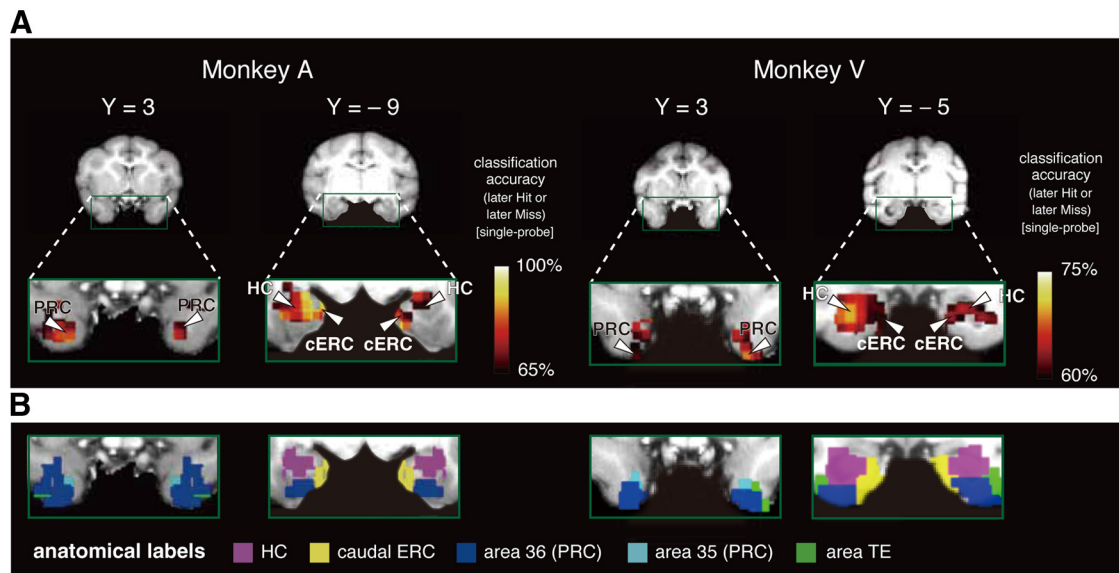 A
Monkey A
Monkey V
Y = 3
Y = – 9
Y = 3
Y = – 5
classification
accuracy
(later Hit or
later Miss)
[single-probe]
classification
accuracy
(later Hit or
later Miss)
[single-probe]
100%
65%
75%
60%
PRC
PRC
HC
HC
cERC
cERC
PRC
PRC
HC
HC
cERC
cERC
B
anatomical labels
HC
caudal ERC
area 36 (PRC)
area 35 (PRC)
area TE